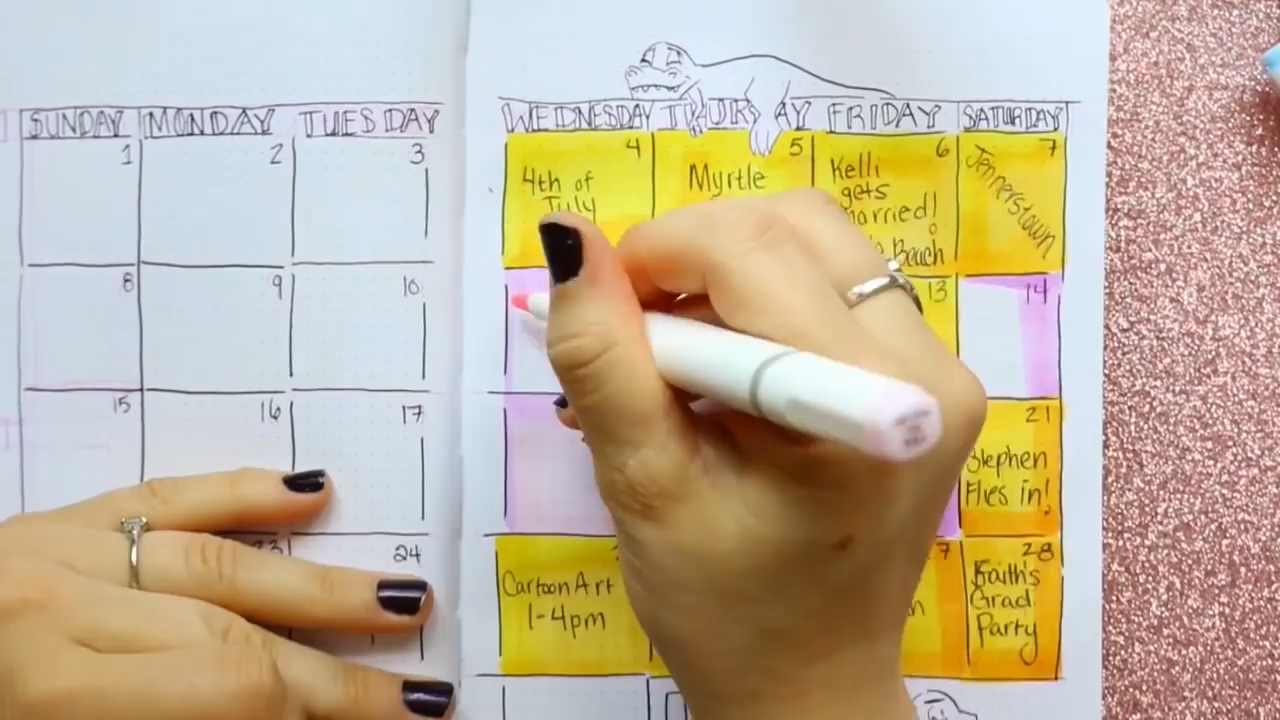 SUNDAY MONDAY TUESDAY WEDNESDAY THURSDAY FRIDAY SATURDAY
1 2 3 4 5 6 7
4th of
July
Myrtle
Kelli
gets
married!
Beach
Jennerstown
8 9 10 13 14
15 16 17 21
Stephen
Flies in!
23 24 28
Cartoon Art
1-4pm
Faith's
Grad
Party